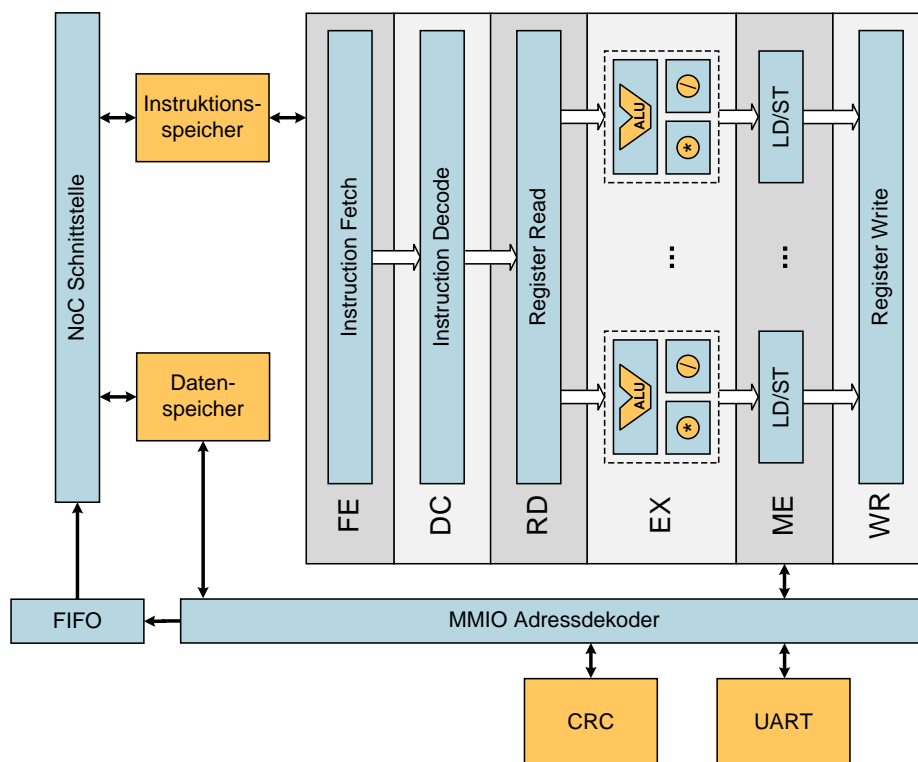 NoC Schnittstelle
Instruktions-
speicher
Daten-
speicher
FIFO
Instruction Fetch
FE
Instruction Decode
DC
Register Read
RD
ALU
/
*
...
ALU
/
*
EX
LD/ST
...
LD/ST
ME
Register Write
WR
MMIO Adressdekoder
CRC
UART